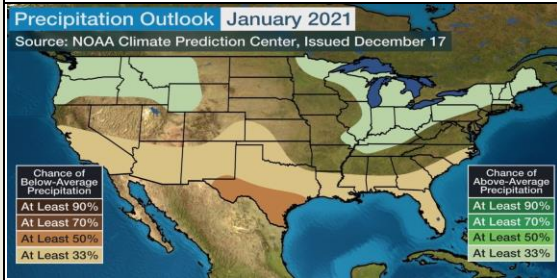 Precipitation Outlook January 2021
Source: NOAA Climate Prediction Center, Issued December 17
Chance of
Below-Average
Precipitation
At Least 90%
At Least 70%
At Least 50%
At Least 33%
Chance of
Above-Average
Precipitation
At Least 90%
At Least 70%
At Least 50%
At Least 33%